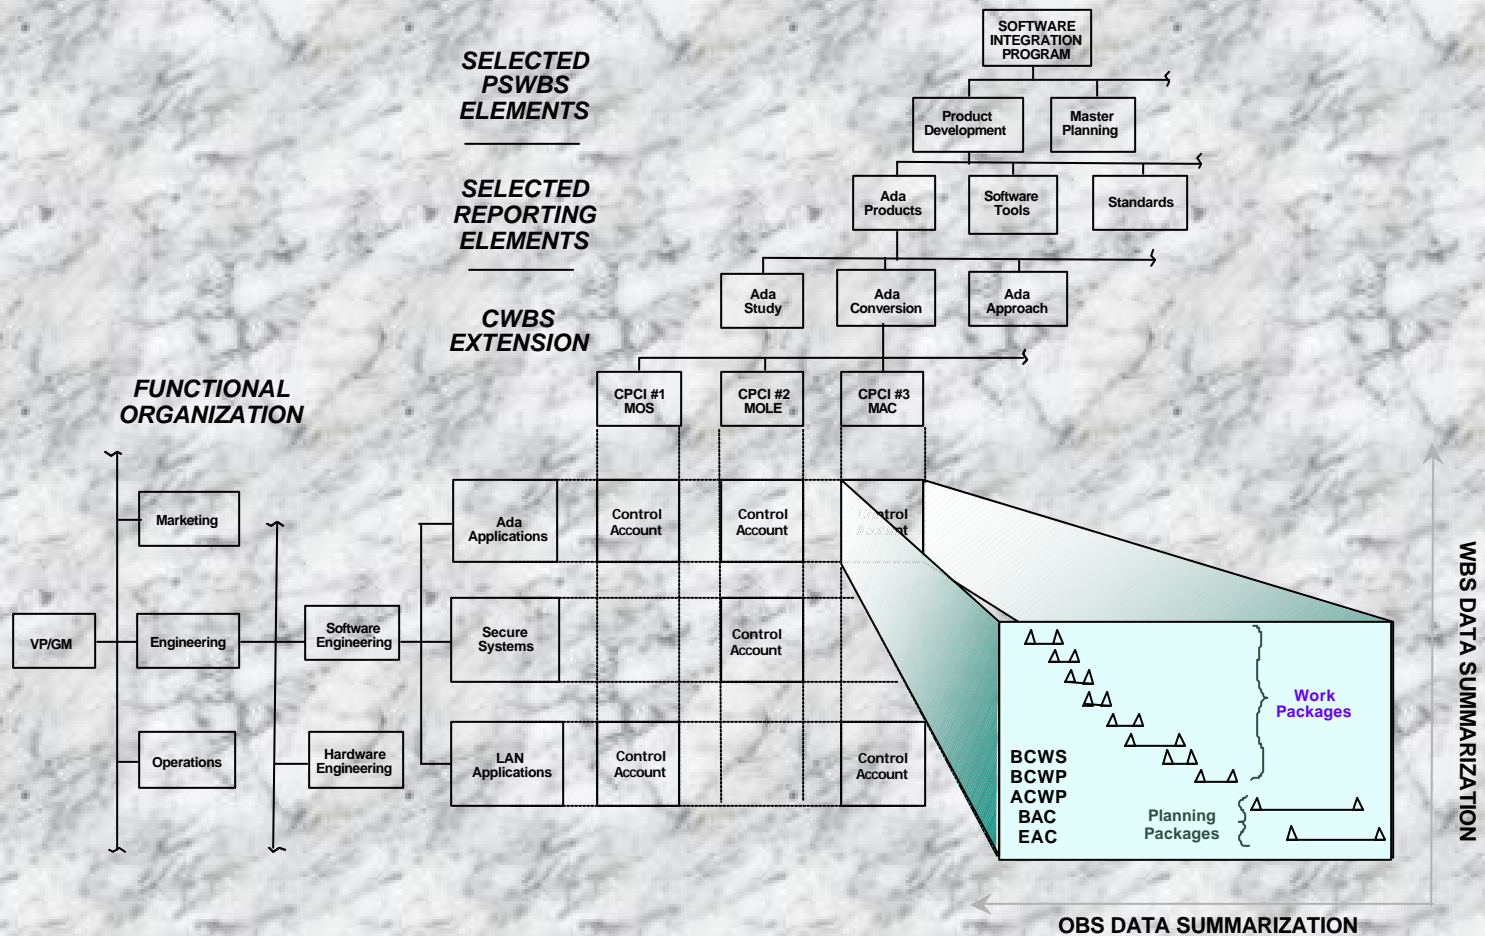 SOFTWARE
INTEGRATION
PROGRAM
SELECTED
PSWBS
ELEMENTS
Product
Development
Master
Planning
SELECTED
REPORTING
ELEMENTS
Ada
Products
Software
Tools
Standards
Ada
Study
Ada
Conversion
Ada
Approach
CWBS
EXTENSION
FUNCTIONAL
ORGANIZATION
CPCI #1
MOS
CPCI #2
MOLE
CPCI #3
MAC
VP/GM
Marketing
Engineering
Operations
Software
Engineering
Hardware
Engineering
Ada
Applications
Control
Account
Control
Account
Secure
Systems
Control
Account
LAN
Applications
Control
Account
Control
Account
Work
Packages
BCWS
BCWP
ACWP
BAC
EAC
Planning
Packages
WBS DATA SUMMARIZATION
OBS DATA SUMMARIZATION